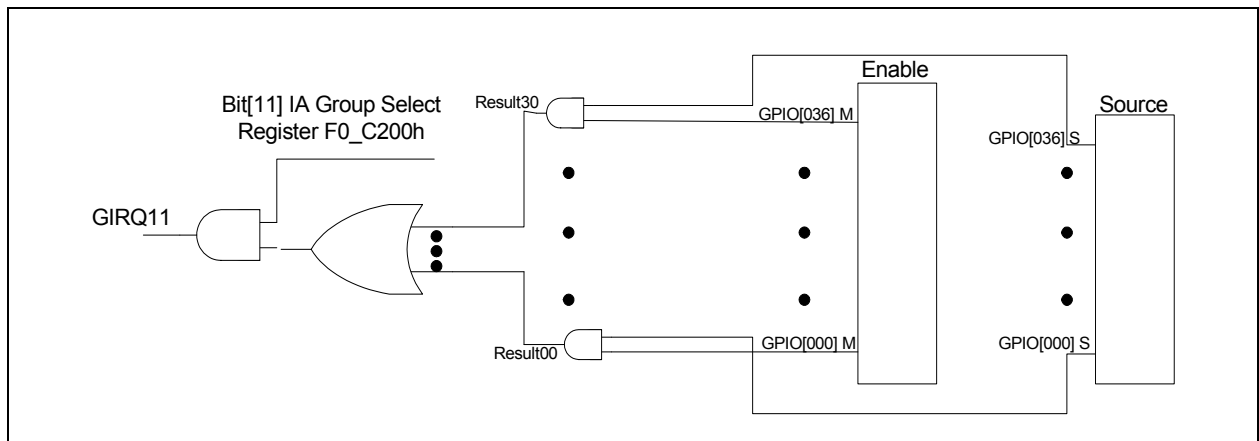 Enable
Bit[11] IA Group Select
Register F0_C200h
Result30
Source
GPIO[036] M
GPIO[036] S
GIRQ11
Result00
GPIO[000] M
GPIO[000] S